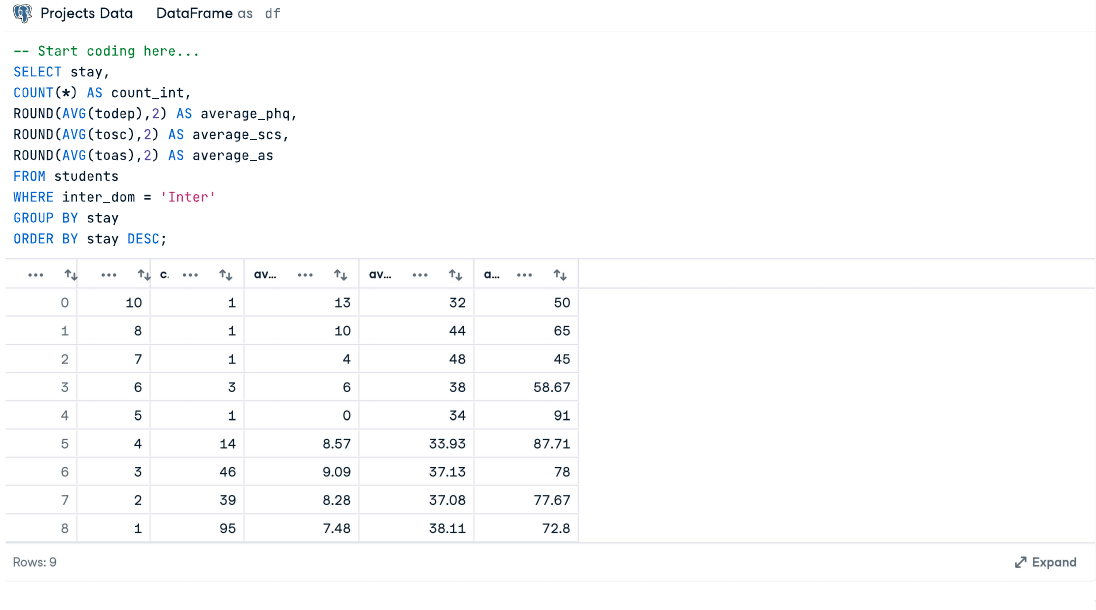 Projects Data DataFrame as df
-- Start coding here...
SELECT stay,
COUNT(*) AS count_int,
ROUND(AVG(todep),2) AS average_phq,
ROUND(AVG(tosc),2) AS average_scs,
ROUND(AVG(toas),2) AS average_as
FROM students
WHERE inter_dom = 'Inter'
GROUP BY stay
ORDER BY stay DESC;
... ... c. ... av... ... av... ... a... ...
0 10 1 13 32 50
1 8 1 10 44 65
2 7 1 4 48 45
3 6 3 6 38 58.67
4 5 1 0 34 91
5 4 14 8.57 33.93 87.71
6 3 46 9.09 37.13 78
7 2 39 8.28 37.08 77.67
8 1 95 7.48 38.11 72.8
Rows: 9 Expand